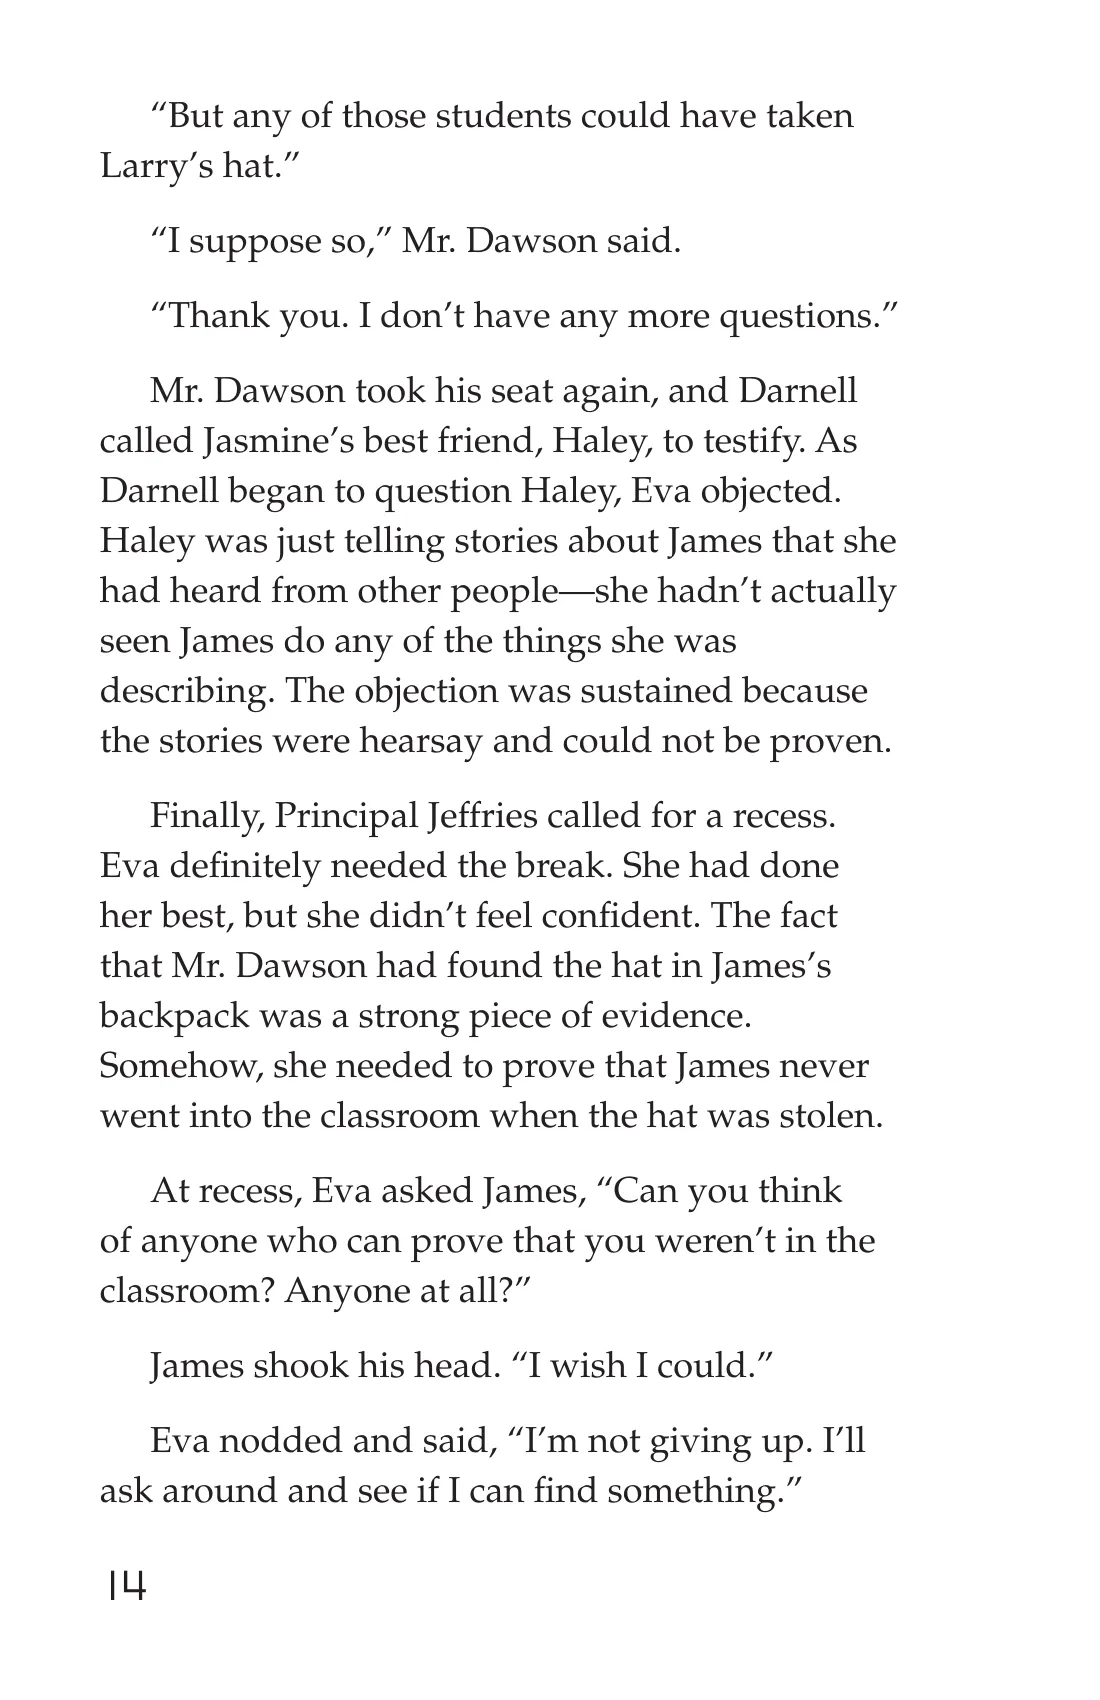 “But any of those students could have taken
Larry’s hat.”
“I suppose so,” Mr. Dawson said.
“Thank you. I don’t have any more questions.”
Mr. Dawson took his seat again, and Darnell
called Jasmine’s best friend, Haley, to testify. As
Darnell began to question Haley, Eva objected.
Haley was just telling stories about James that she
had heard from other people—she hadn’t actually
seen James do any of the things she was
describing. The objection was sustained because
the stories were hearsay and could not be proven.
Finally, Principal Jeffries called for a recess.
Eva definitely needed the break. She had done
her best, but she didn’t feel confident. The fact
that Mr. Dawson had found the hat in James’s
backpack was a strong piece of evidence.
Somehow, she needed to prove that James never
went into the classroom when the hat was stolen.
At recess, Eva asked James, “Can you think
of anyone who can prove that you weren’t in the
classroom? Anyone at all?”
James shook his head. “I wish I could.”
Eva nodded and said, “I’m not giving up. I’ll
ask around and see if I can find something.”
14